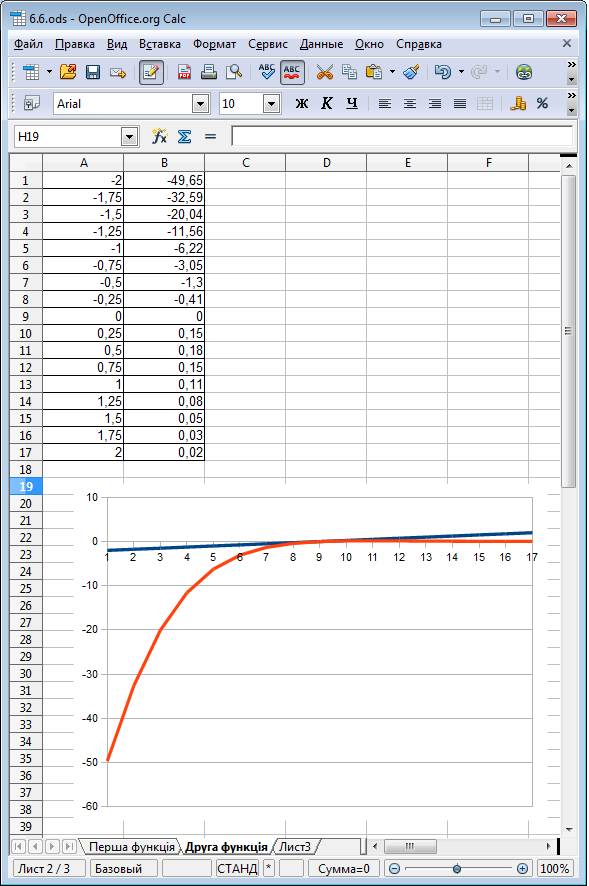 6.6.ods - OpenOffice.org Calc
Файл Правка Вид Вставка Формат Сервис Данные Окно Справка
ABC ABC
Arial 10 Ж К Ч %
H19
A B C D E F
1 -2 -49,65
2 -1,75 -32,59
3 -1,5 -20,04
4 -1,25 -11,56
5 -1 -6,22
6 -0,75 -3,05
7 -0,5 -1,3
8 -0,25 -0,41
9 0 0
10 0,25 0,15
11 0,5 0,18
12 0,75 0,15
13 1 0,11
14 1,25 0,08
15 1,5 0,05
16 1,75 0,03
17 2 0,02
18
19
20
21
22
23
24
25
26
27
28
29
30
31
32
33
34
35
36
37
38
39
10
0
1 2 3 4 5 6 7 8 9 10 11 12 13 14 15 16 17
-10
-20
-30
-40
-50
-60
Перша функція Друга функція Лист3
Лист 2 / 3 Базовый СТАНД * Сумма=0 100%